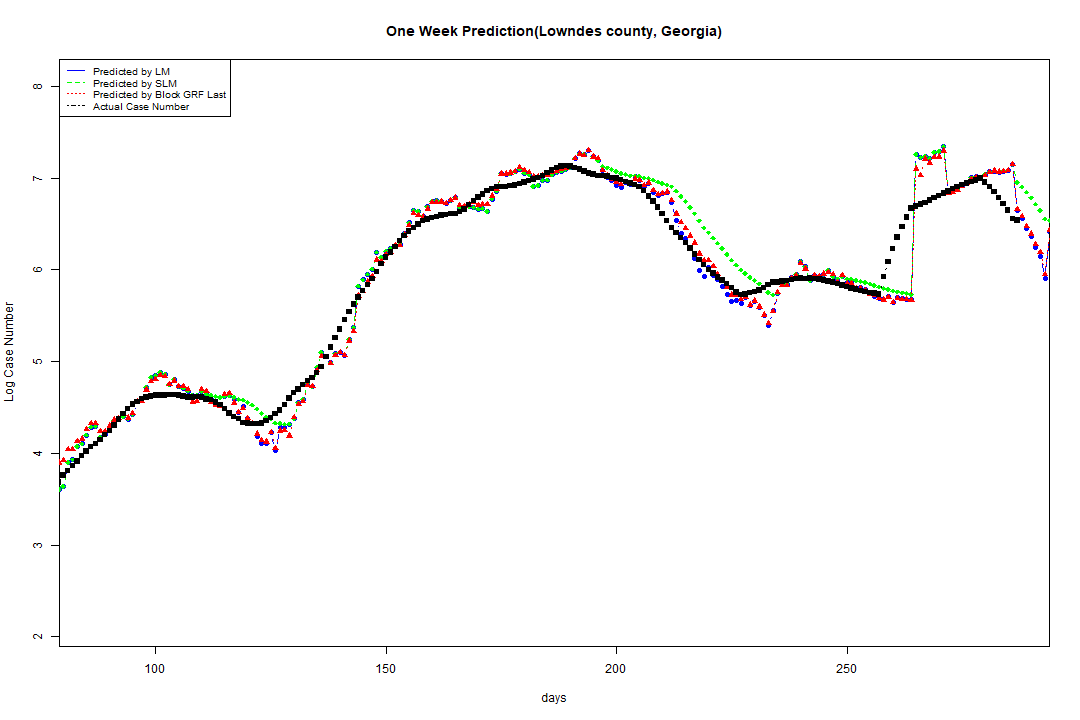 One Week Prediction(Lowndes county, Georgia)
Predicted by LM
Predicted by SLM
Predicted by Block GRF Last
Actual Case Number
8
7
6
5
4
3
2
Log Case Number
100 150 200 250
days